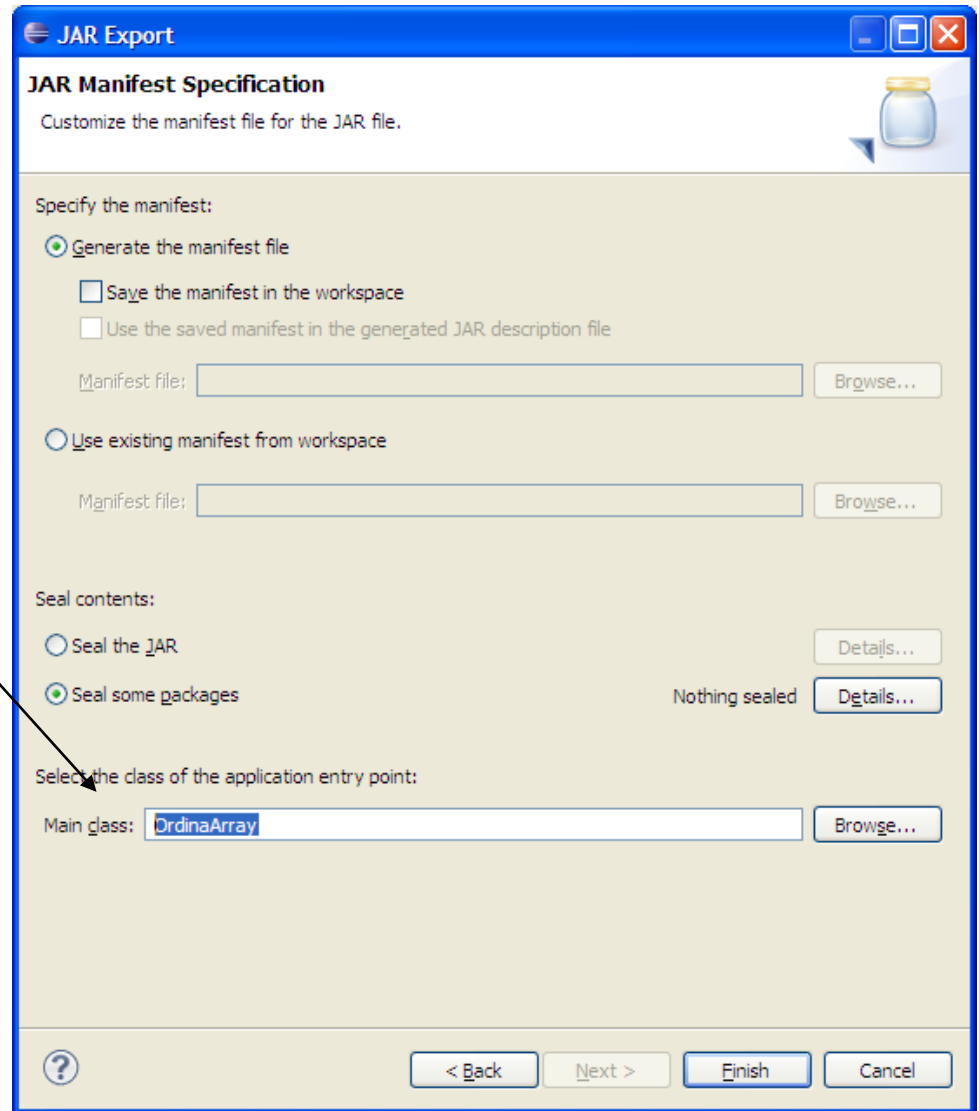 JAR Export
JAR Manifest Specification
Customize the manifest file for the JAR file.
Specify the manifest:
Generate the manifest file
Save the manifest in the workspace
Use the saved manifest in the generated JAR description file
Manifest file: Browse...
Use existing manifest from workspace
Manifest file: Browse...
Seal contents:
Seal the JAR Details...
Seal some packages Nothing sealed Details...
Select the class of the application entry point:
Main class: OrdinaArray Browse...
? < Back Next > Finish Cancel